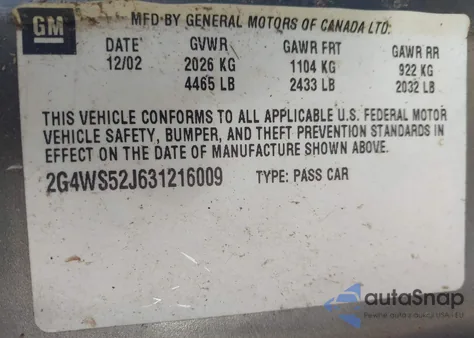 GM
MFD BY GENERAL MOTORS OF CANADA LTD.
DATE GVWR GAWR FRT GAWR RR
12/02 2026 KG 1104 KG 922 KG
4465 LB 2433 LB 2032 LB
THIS VEHICLE CONFORMS TO ALL APPLICABLE U.S. FEDERAL MOTOR
VEHICLE SAFETY, BUMPER, AND THEFT PREVENTION STANDARDS IN
EFFECT ON THE DATE OF MANUFACTURE SHOWN ABOVE.
2G4WS52J631216009 TYPE: PASS CAR
autoSnap